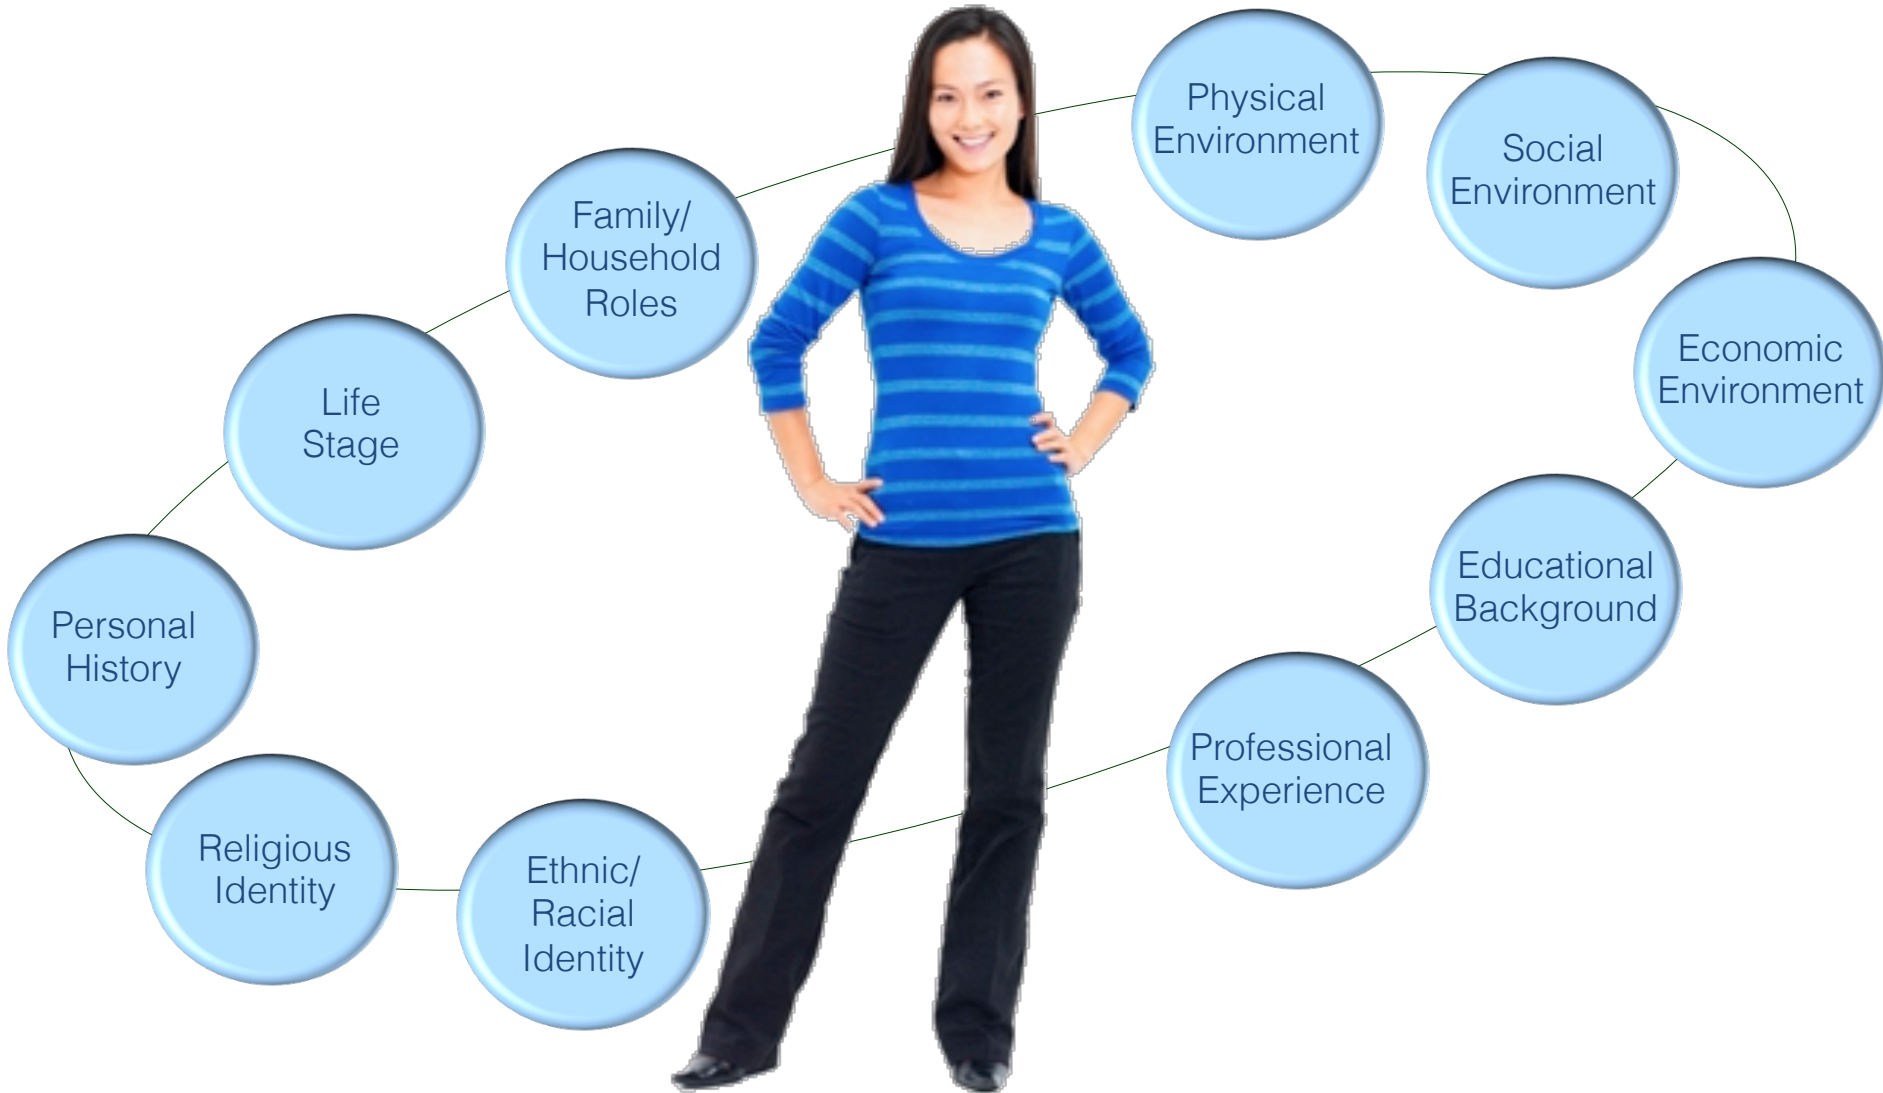 Physical
Environment
Social
Environment
Family/
Household
Roles
Economic
Environment
Life
Stage
Educational
Background
Personal
History
Professional
Experience
Religious
Identity
Ethnic/
Racial
Identity